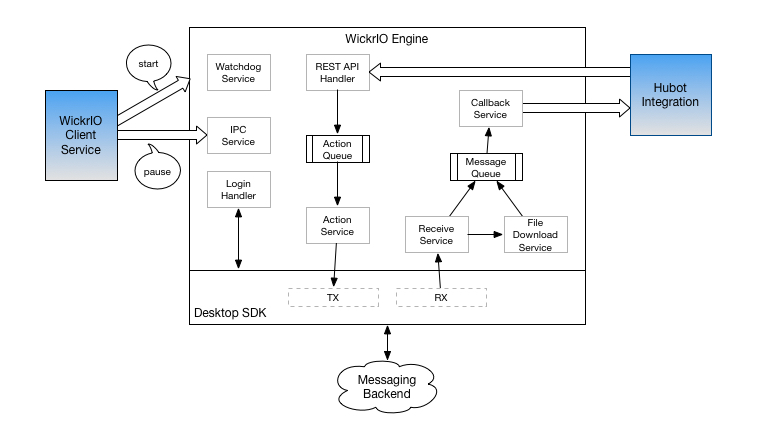 WickrIO Engine
start
Watchdog
Service
REST API
Handler
Hubot
Integration
Callback
Service
WickrIO
Client
Service
IPC
Service
Action
Queue
Message
Queue
pause
Login
Handler
Action
Service
Receive
Service
File
Download
Service
TX
RX
Desktop SDK
Messaging
Backend